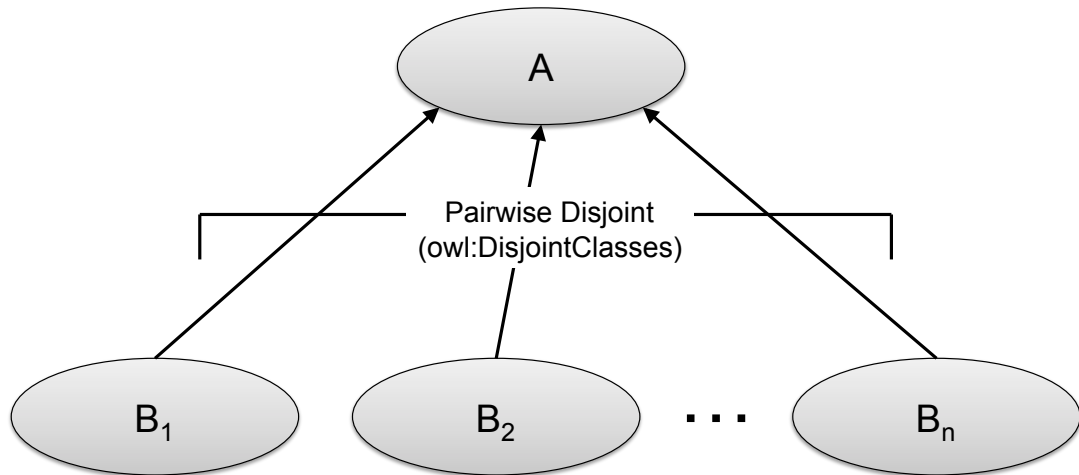 A
Pairwise Disjoint
(owl:DisjointClasses)
B₁
B₂
...
Bₙ